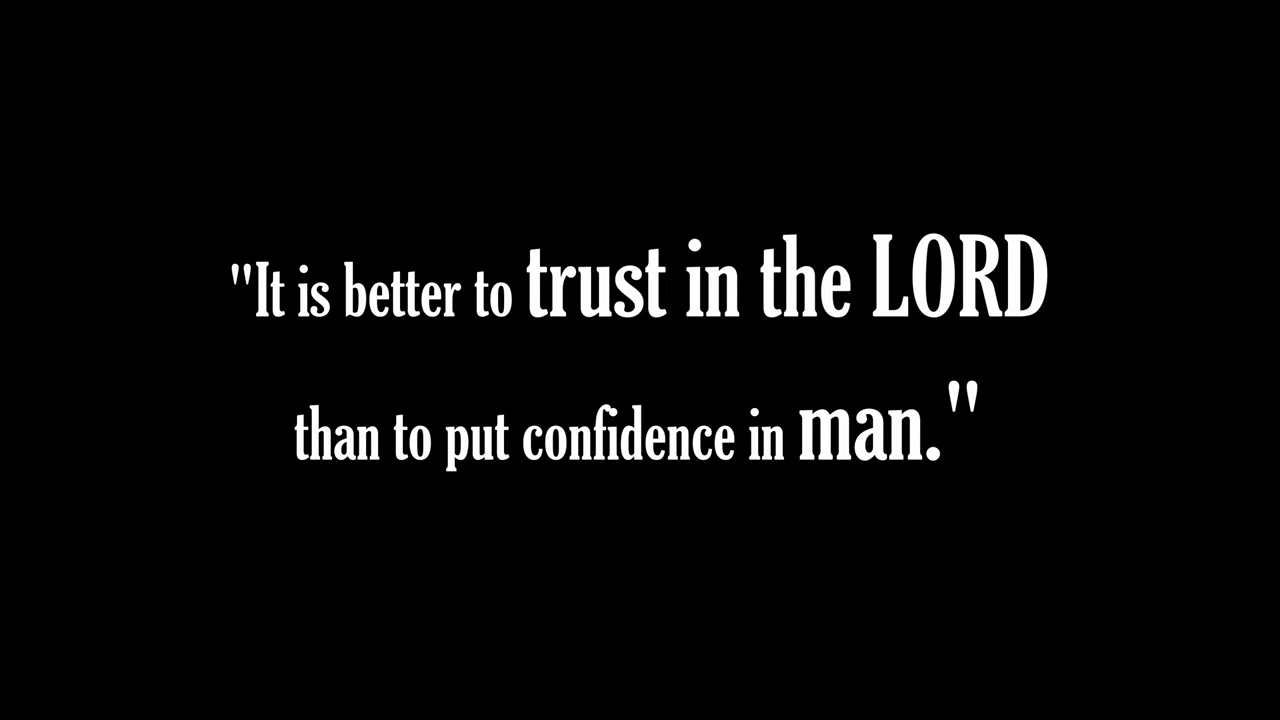 "It is better to trust in the LORD
than to put confidence in man."